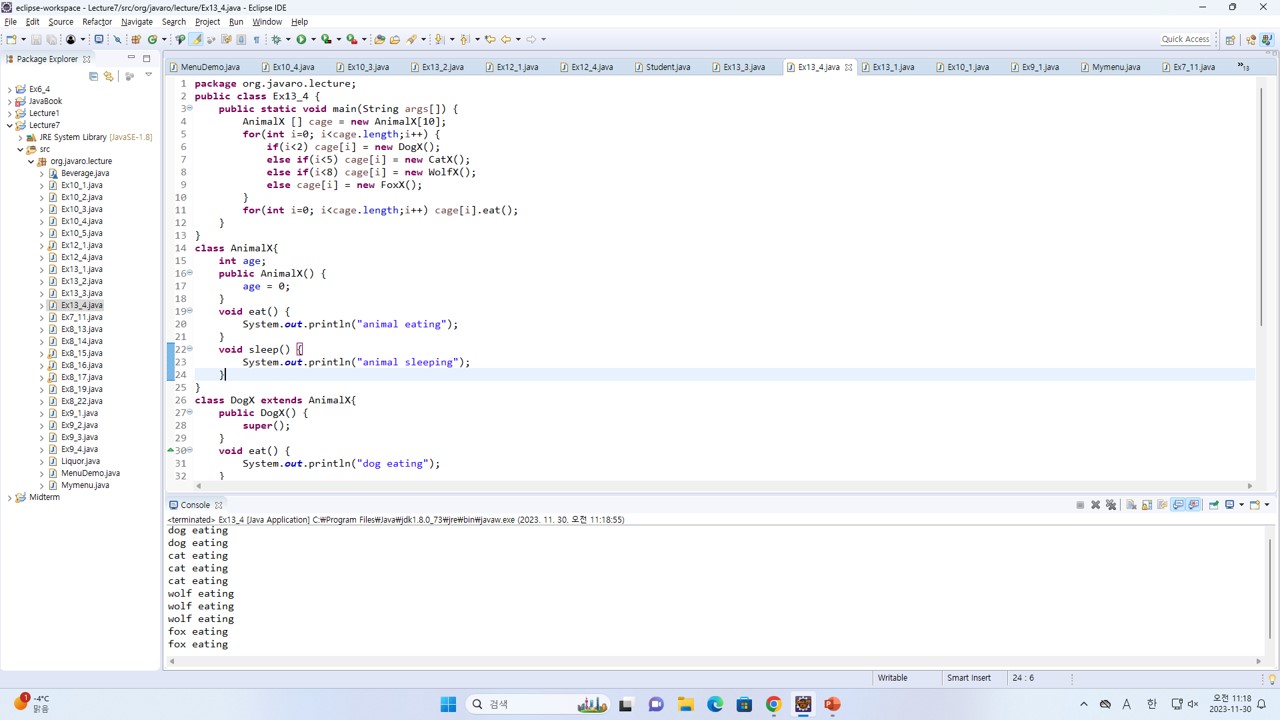 eclipse-workspace - Lecture7/src/org/javaro/lecture/Ex13_4.java - Eclipse IDE
File Edit Source Refactor Navigate Search Project Run Window Help
Quick Access
Package Explorer
MenuDemo.java Ex10_4.java Ex10_3.java Ex13_2.java Ex12_1.java Ex12_4.java Student.java Ex13_3.java Ex13_4.java Ex13_1.java Ex10_1.java Ex9_1.java Mymenu.java Ex7_11.java »13
Ex6_4
JavaBook
Lecture1
Lecture7
JRE System Library [JavaSE-1.8]
src
org.javaro.lecture
Beverage.java
Ex10_1.java
Ex10_2.java
Ex10_3.java
Ex10_4.java
Ex10_5.java
Ex12_1.java
Ex12_4.java
Ex13_1.java
Ex13_2.java
Ex13_3.java
Ex13_4.java
Ex7_11.java
Ex8_13.java
Ex8_14.java
Ex8_15.java
Ex8_16.java
Ex8_17.java
Ex8_19.java
Ex8_22.java
Ex9_1.java
Ex9_2.java
Ex9_3.java
Ex9_4.java
Liquor.java
MenuDemo.java
Mymenu.java
Midterm
1 package org.javaro.lecture;
2 public class Ex13_4 {
3 public static void main(String args[]) {
4 AnimalX [] cage = new AnimalX[10];
5 for(int i=0; i<cage.length;i++) {
6 if(i<2) cage[i] = new DogX();
7 else if(i<5) cage[i] = new CatX();
8 else if(i<8) cage[i] = new WolfX();
9 else cage[i] = new FoxX();
10 }
11 for(int i=0; i<cage.length;i++) cage[i].eat();
12 }
13 }
14 class AnimalX{
15 int age;
16 public AnimalX() {
17 age = 0;
18 }
19 void eat() {
20 System.out.println("animal eating");
21 }
22 void sleep() {
23 System.out.println("animal sleeping");
24 }
25 }
26 class DogX extends AnimalX{
27 public DogX() {
28 super();
29 }
30 void eat() {
31 System.out.println("dog eating");
32 }
Console
<terminated> Ex13_4 [Java Application] C:₩Program Files₩Java₩jdk1.8.0_73₩jre₩bin₩javaw.exe (2023. 11. 30. 오전 11:18:55)
dog eating
dog eating
cat eating
cat eating
cat eating
wolf eating
wolf eating
wolf eating
fox eating
fox eating
Writable Smart Insert 24 : 6
1
-4°C
맑음
검색
A 한
오전 11:18
2023-11-30